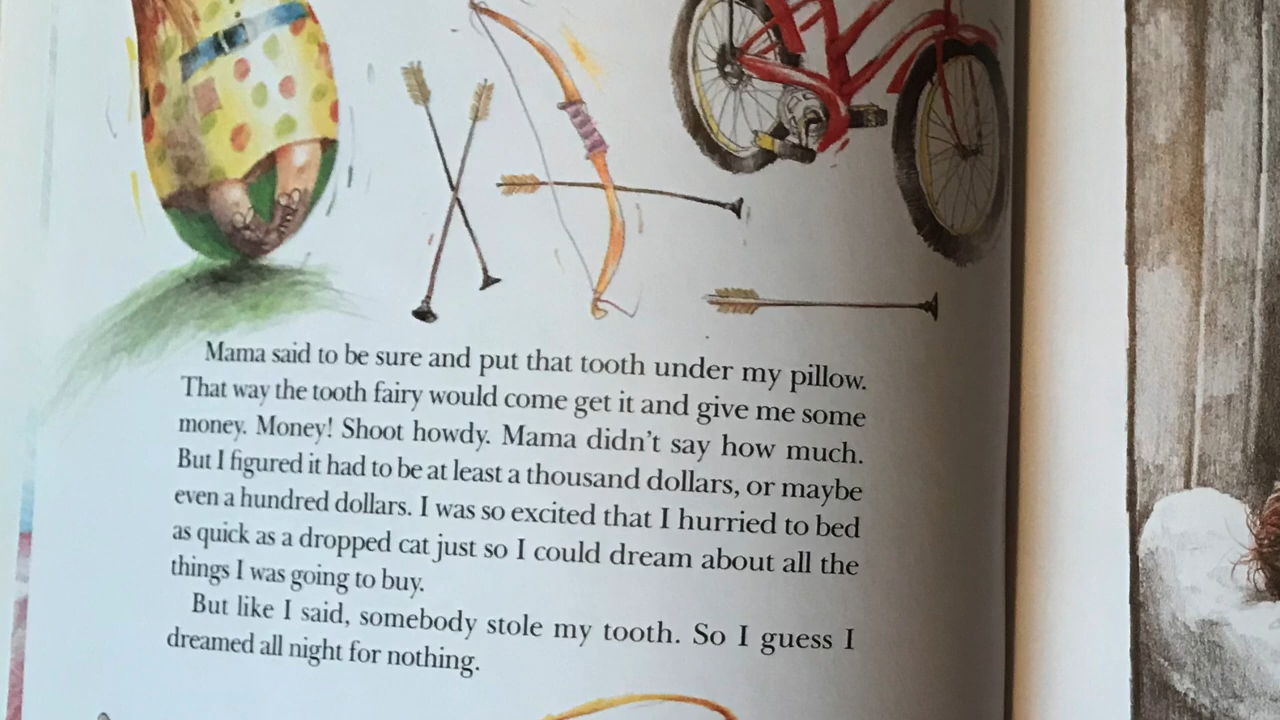 Mama said to be sure and put that tooth under my pillow.
That way the tooth fairy would come get it and give me some
money. Money! Shoot howdy. Mama didn't say how much.
But I figured it had to be at least a thousand dollars, or maybe
even a hundred dollars. I was so excited that I hurried to bed
as quick as a dropped cat just so I could dream about all the
things I was going to buy.
But like I said, somebody stole my tooth. So I guess I
dreamed all night for nothing.